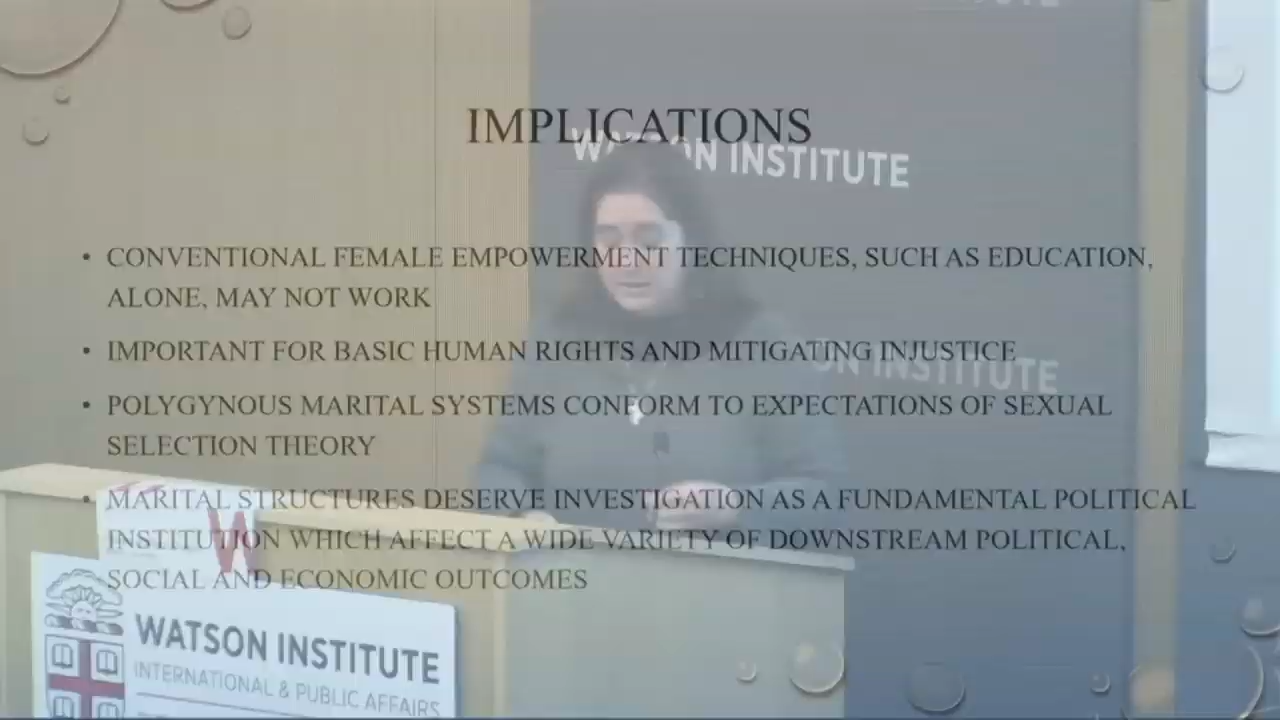 IMPLICATIONS
INSTITUTE
• CONVENTIONAL FEMALE EMPOWERMENT TECHNIQUES, SUCH AS EDUCATION,
ALONE, MAY NOT WORK
• IMPORTANT FOR BASIC HUMAN RIGHTS AND MITIGATING INJUSTICE
INSTITUTE
• POLYGYNOUS MARITAL SYSTEMS CONFORM TO EXPECTATIONS OF SEXUAL
SELECTION THEORY
• MARITAL STRUCTURES DESERVE INVESTIGATION AS A FUNDAMENTAL POLITICAL
INSTITUTION WHICH AFFECT A WIDE VARIETY OF DOWNSTREAM POLITICAL,
SOCIAL AND ECONOMIC OUTCOMES
WATSON INSTITUTE
INTERNATIONAL & PUBLIC AFFAIRS